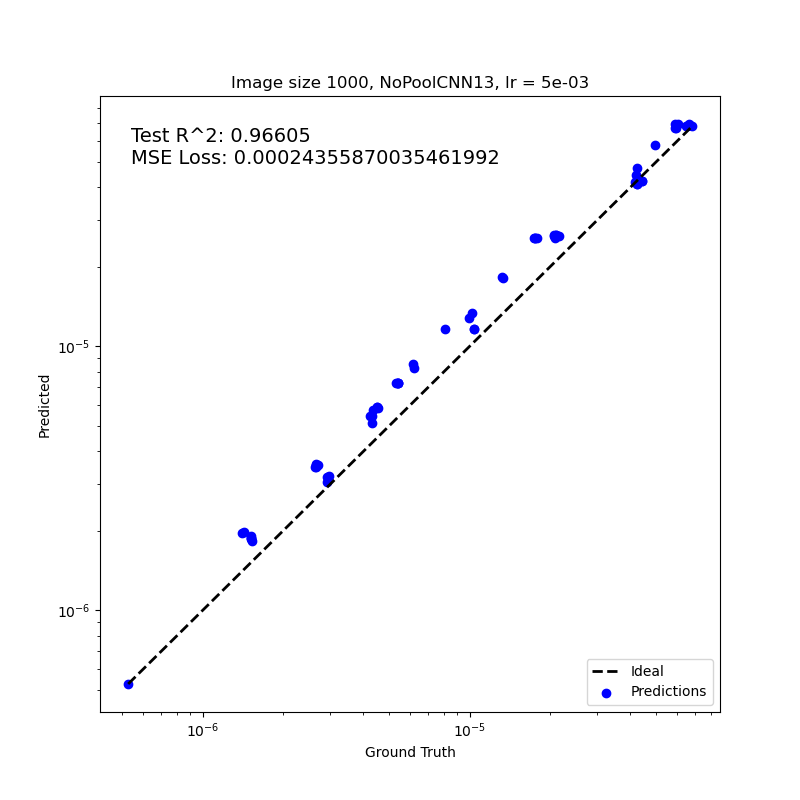 Image size 1000, NoPoolCNN13, lr = 5e-03
Test R^2: 0.96605
MSE Loss: 0.00024355870035461992
10⁻⁵
10⁻⁶
Predicted
10⁻⁶
10⁻⁵
Ground Truth
Ideal
Predictions